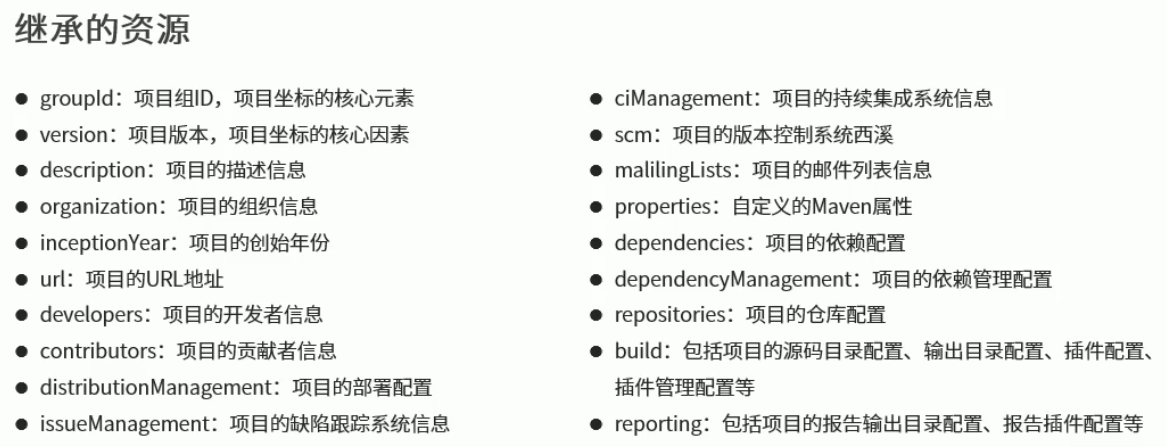 继承的资源
● groupId：项目组ID，项目坐标的核心元素
● version：项目版本，项目坐标的核心因素
● description：项目的描述信息
● organization：项目的组织信息
● inceptionYear：项目的创始年份
● url：项目的URL地址
● developers：项目的开发者信息
● contributors：项目的贡献者信息
● distributionManagement：项目的部署配置
● issueManagement：项目的缺陷跟踪系统信息
● ciManagement：项目的持续集成系统信息
● scm：项目的版本控制系统西溪
● malilingLists：项目的邮件列表信息
● properties：自定义的Maven属性
● dependencies：项目的依赖配置
● dependencyManagement：项目的依赖管理配置
● repositories：项目的仓库配置
● build：包括项目的源码目录配置、输出目录配置、插件配置、
插件管理配置等
● reporting：包括项目的报告输出目录配置、报告插件配置等